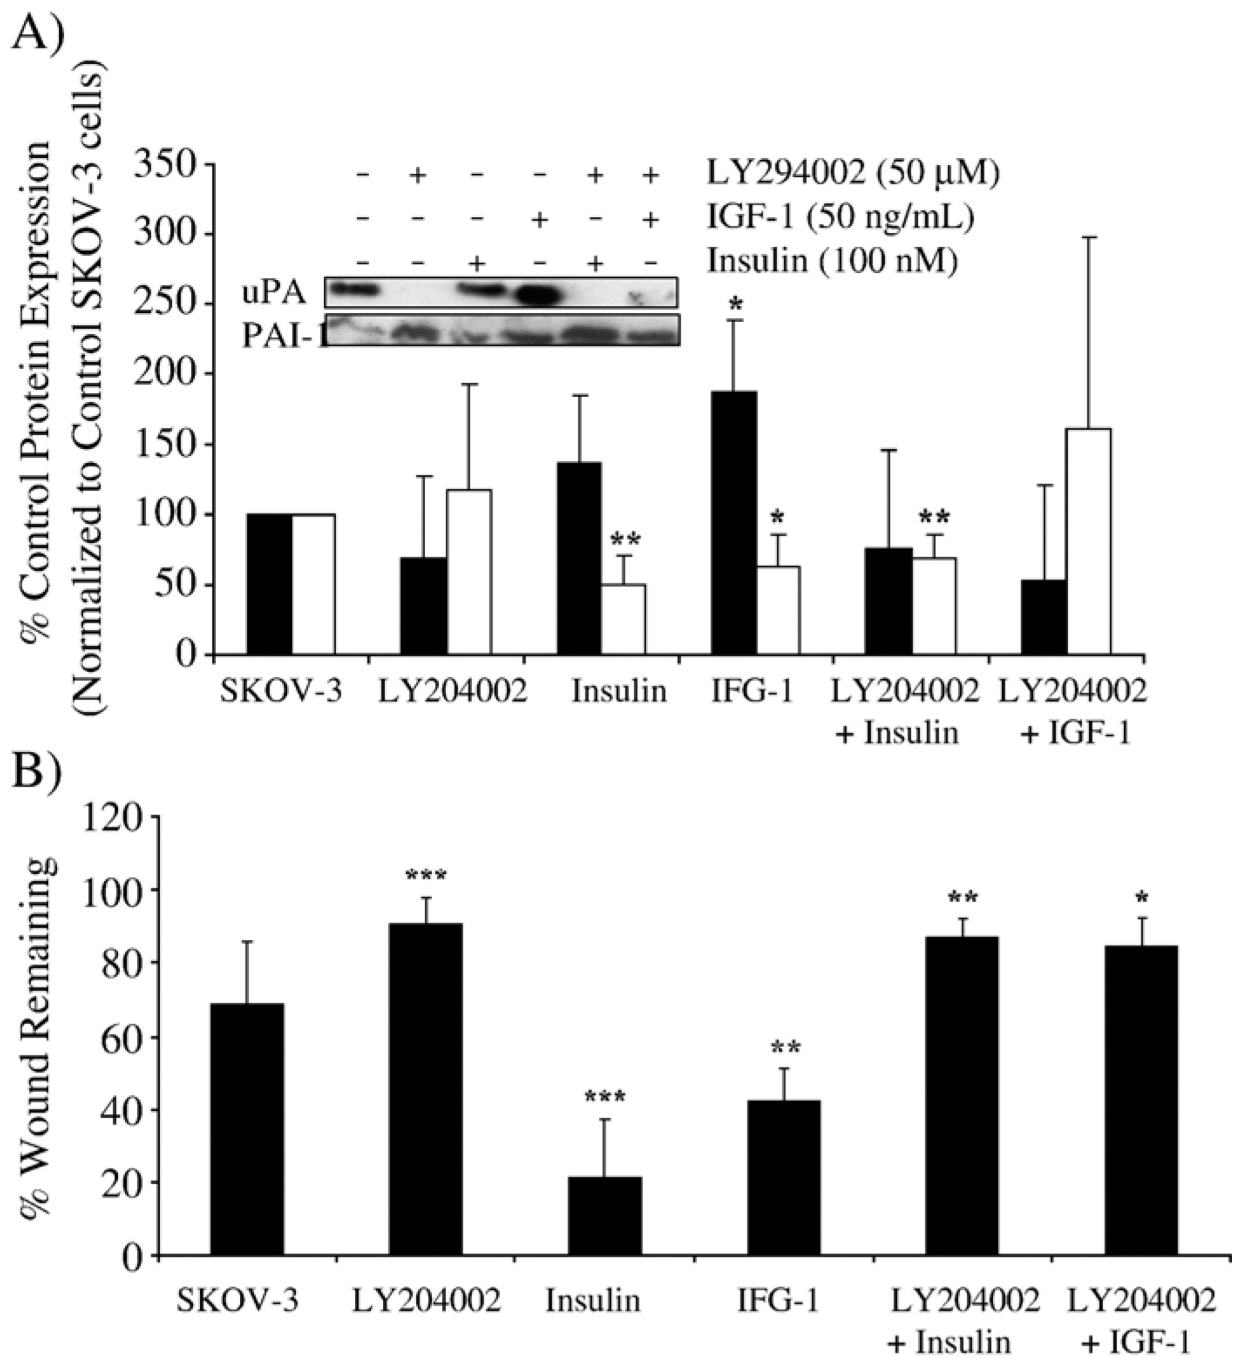 A)
% Control Protein Expression
(Normalized to Control SKOV-3 cells)
350
300
250
200
150
100
50
0
- + - - + + LY294002 (50 µM)
- - - + - + IGF-1 (50 ng/mL)
- - + - + - Insulin (100 nM)
uPA
PAI-1
*
*
**
**
SKOV-3 LY204002 Insulin IFG-1 LY204002 LY204002
+ Insulin + IGF-1
B)
% Wound Remaining
120
100
80
60
40
20
0
***
***
**
**
*
SKOV-3 LY204002 Insulin IFG-1 LY204002 LY204002
+ Insulin + IGF-1